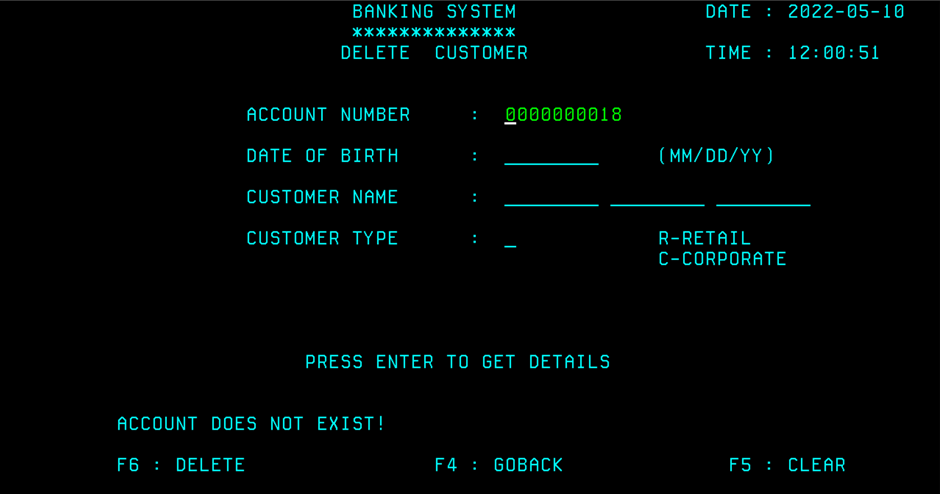 BANKING SYSTEM DATE : 2022-05-10
**************
DELETE CUSTOMER TIME : 12:00:51
ACCOUNT NUMBER : 0000000018
DATE OF BIRTH : ________ (MM/DD/YY)
CUSTOMER NAME : ________ ________ ________
CUSTOMER TYPE : _ R-RETAIL
C-CORPORATE
PRESS ENTER TO GET DETAILS
ACCOUNT DOES NOT EXIST!
F6 : DELETE F4 : GOBACK F5 : CLEAR